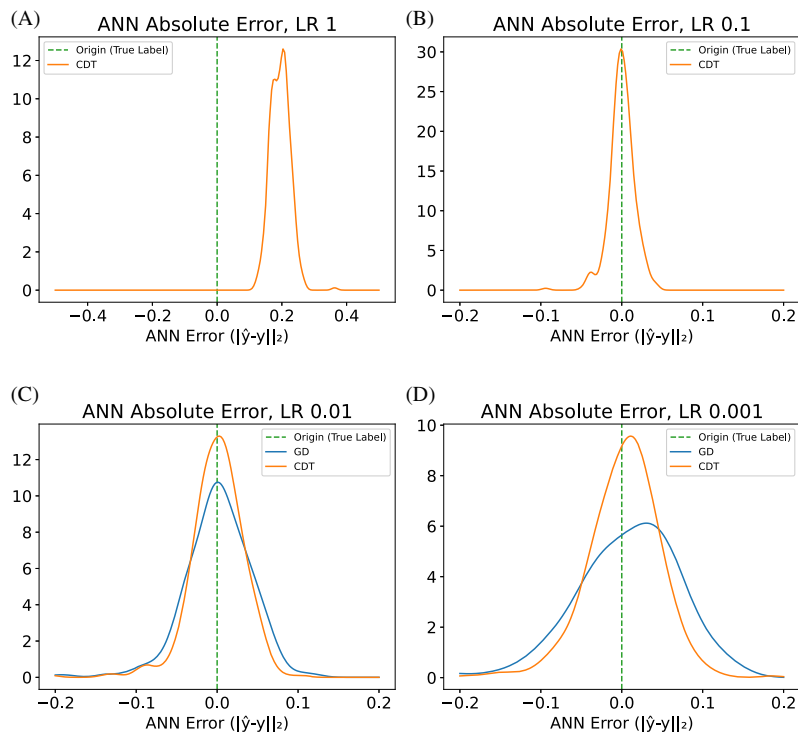 (A)
ANN Absolute Error, LR 1
Origin (True Label)
CDT
12
10
8
6
4
2
0
−0.4 −0.2 0.0 0.2 0.4
ANN Error (||ŷ-y||₂)
(B)
ANN Absolute Error, LR 0.1
Origin (True Label)
CDT
30
25
20
15
10
5
0
−0.2 −0.1 0.0 0.1 0.2
ANN Error (||ŷ-y||₂)
(C)
ANN Absolute Error, LR 0.01
Origin (True Label)
GD
CDT
12
10
8
6
4
2
0
−0.2 −0.1 0.0 0.1 0.2
ANN Error (||ŷ-y||₂)
(D)
ANN Absolute Error, LR 0.001
Origin (True Label)
GD
CDT
10
8
6
4
2
0
−0.2 −0.1 0.0 0.1 0.2
ANN Error (||ŷ-y||₂)